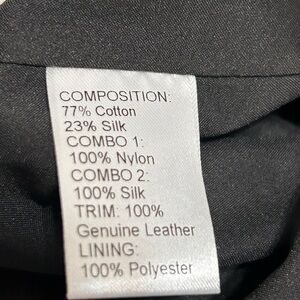 COMPOSITION:
77% Cotton
23% Silk
COMBO 1:
100% Nylon
COMBO 2:
100% Silk
TRIM: 100%
Genuine Leather
LINING:
100% Polyester